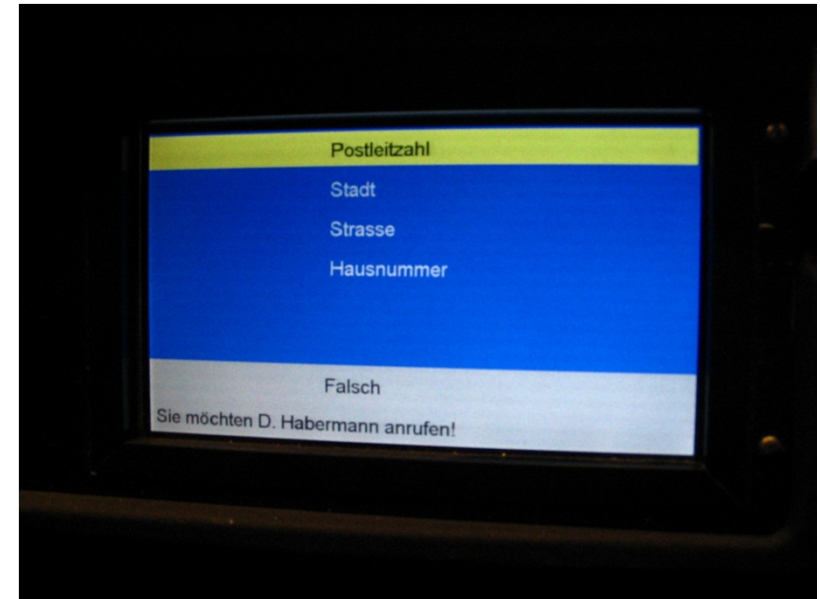 Postleitzahl
Stadt
Strasse
Hausnummer
Falsch
Sie möchten D. Habermann anrufen!